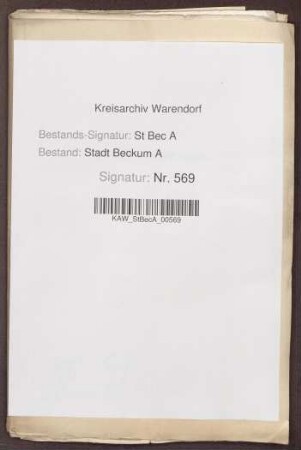 Kreisarchiv Warendorf
Bestands-Signatur: St Bec A
Bestand: Stadt Beckum A
Signatur: Nr. 569
KAW_StBecA_00569